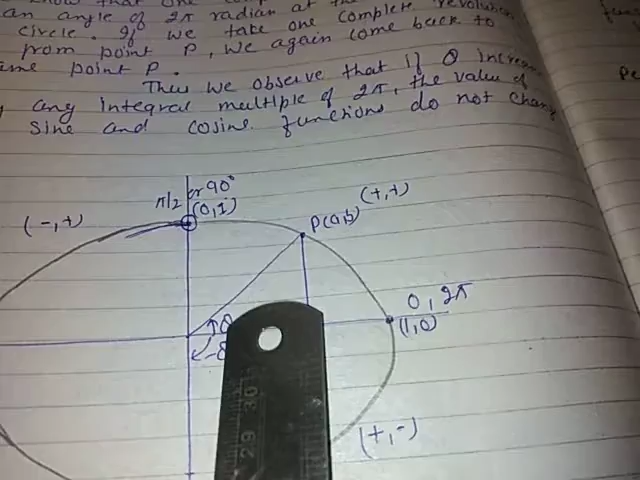 that one
an angle of 2π radian at the
circle. If we take one complete revolution
from point P, we again come back to
same point P.
Thus we observe that if θ increases
any integral multiple of 2π, the value of
sine and cosine functions do not change
π/2 or 90°
(0,1)
(-,+)
P(a,b)
(+,+)
0, 2π
(1,0)
θ
-θ
(+,-)
29 30